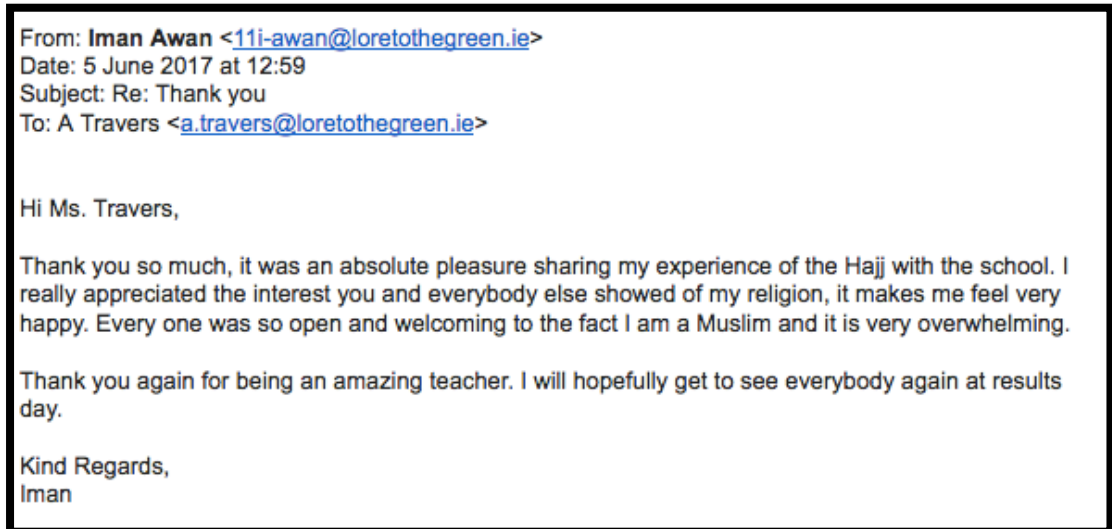 From: Iman Awan <11i-awan@loretothegreen.ie>
Date: 5 June 2017 at 12:59
Subject: Re: Thank you
To: A Travers <a.travers@loretothegreen.ie>
Hi Ms. Travers,
Thank you so much, it was an absolute pleasure sharing my experience of the Hajj with the school. I
really appreciated the interest you and everybody else showed of my religion, it makes me feel very
happy. Every one was so open and welcoming to the fact I am a Muslim and it is very overwhelming.
Thank you again for being an amazing teacher. I will hopefully get to see everybody again at results
day.
Kind Regards,
Iman